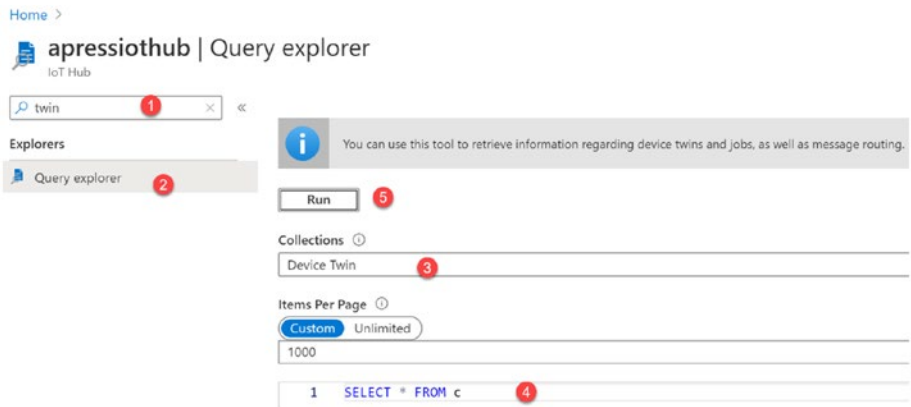 Home >
apressiothub | Query explorer
IoT Hub
twin 1 × «
Explorers
Query explorer 2
i You can use this tool to retrieve information regarding device twins and jobs, as well as message routing.
Run 5
Collections i
Device Twin 3
Items Per Page i
Custom Unlimited
1000
1 SELECT * FROM c 4